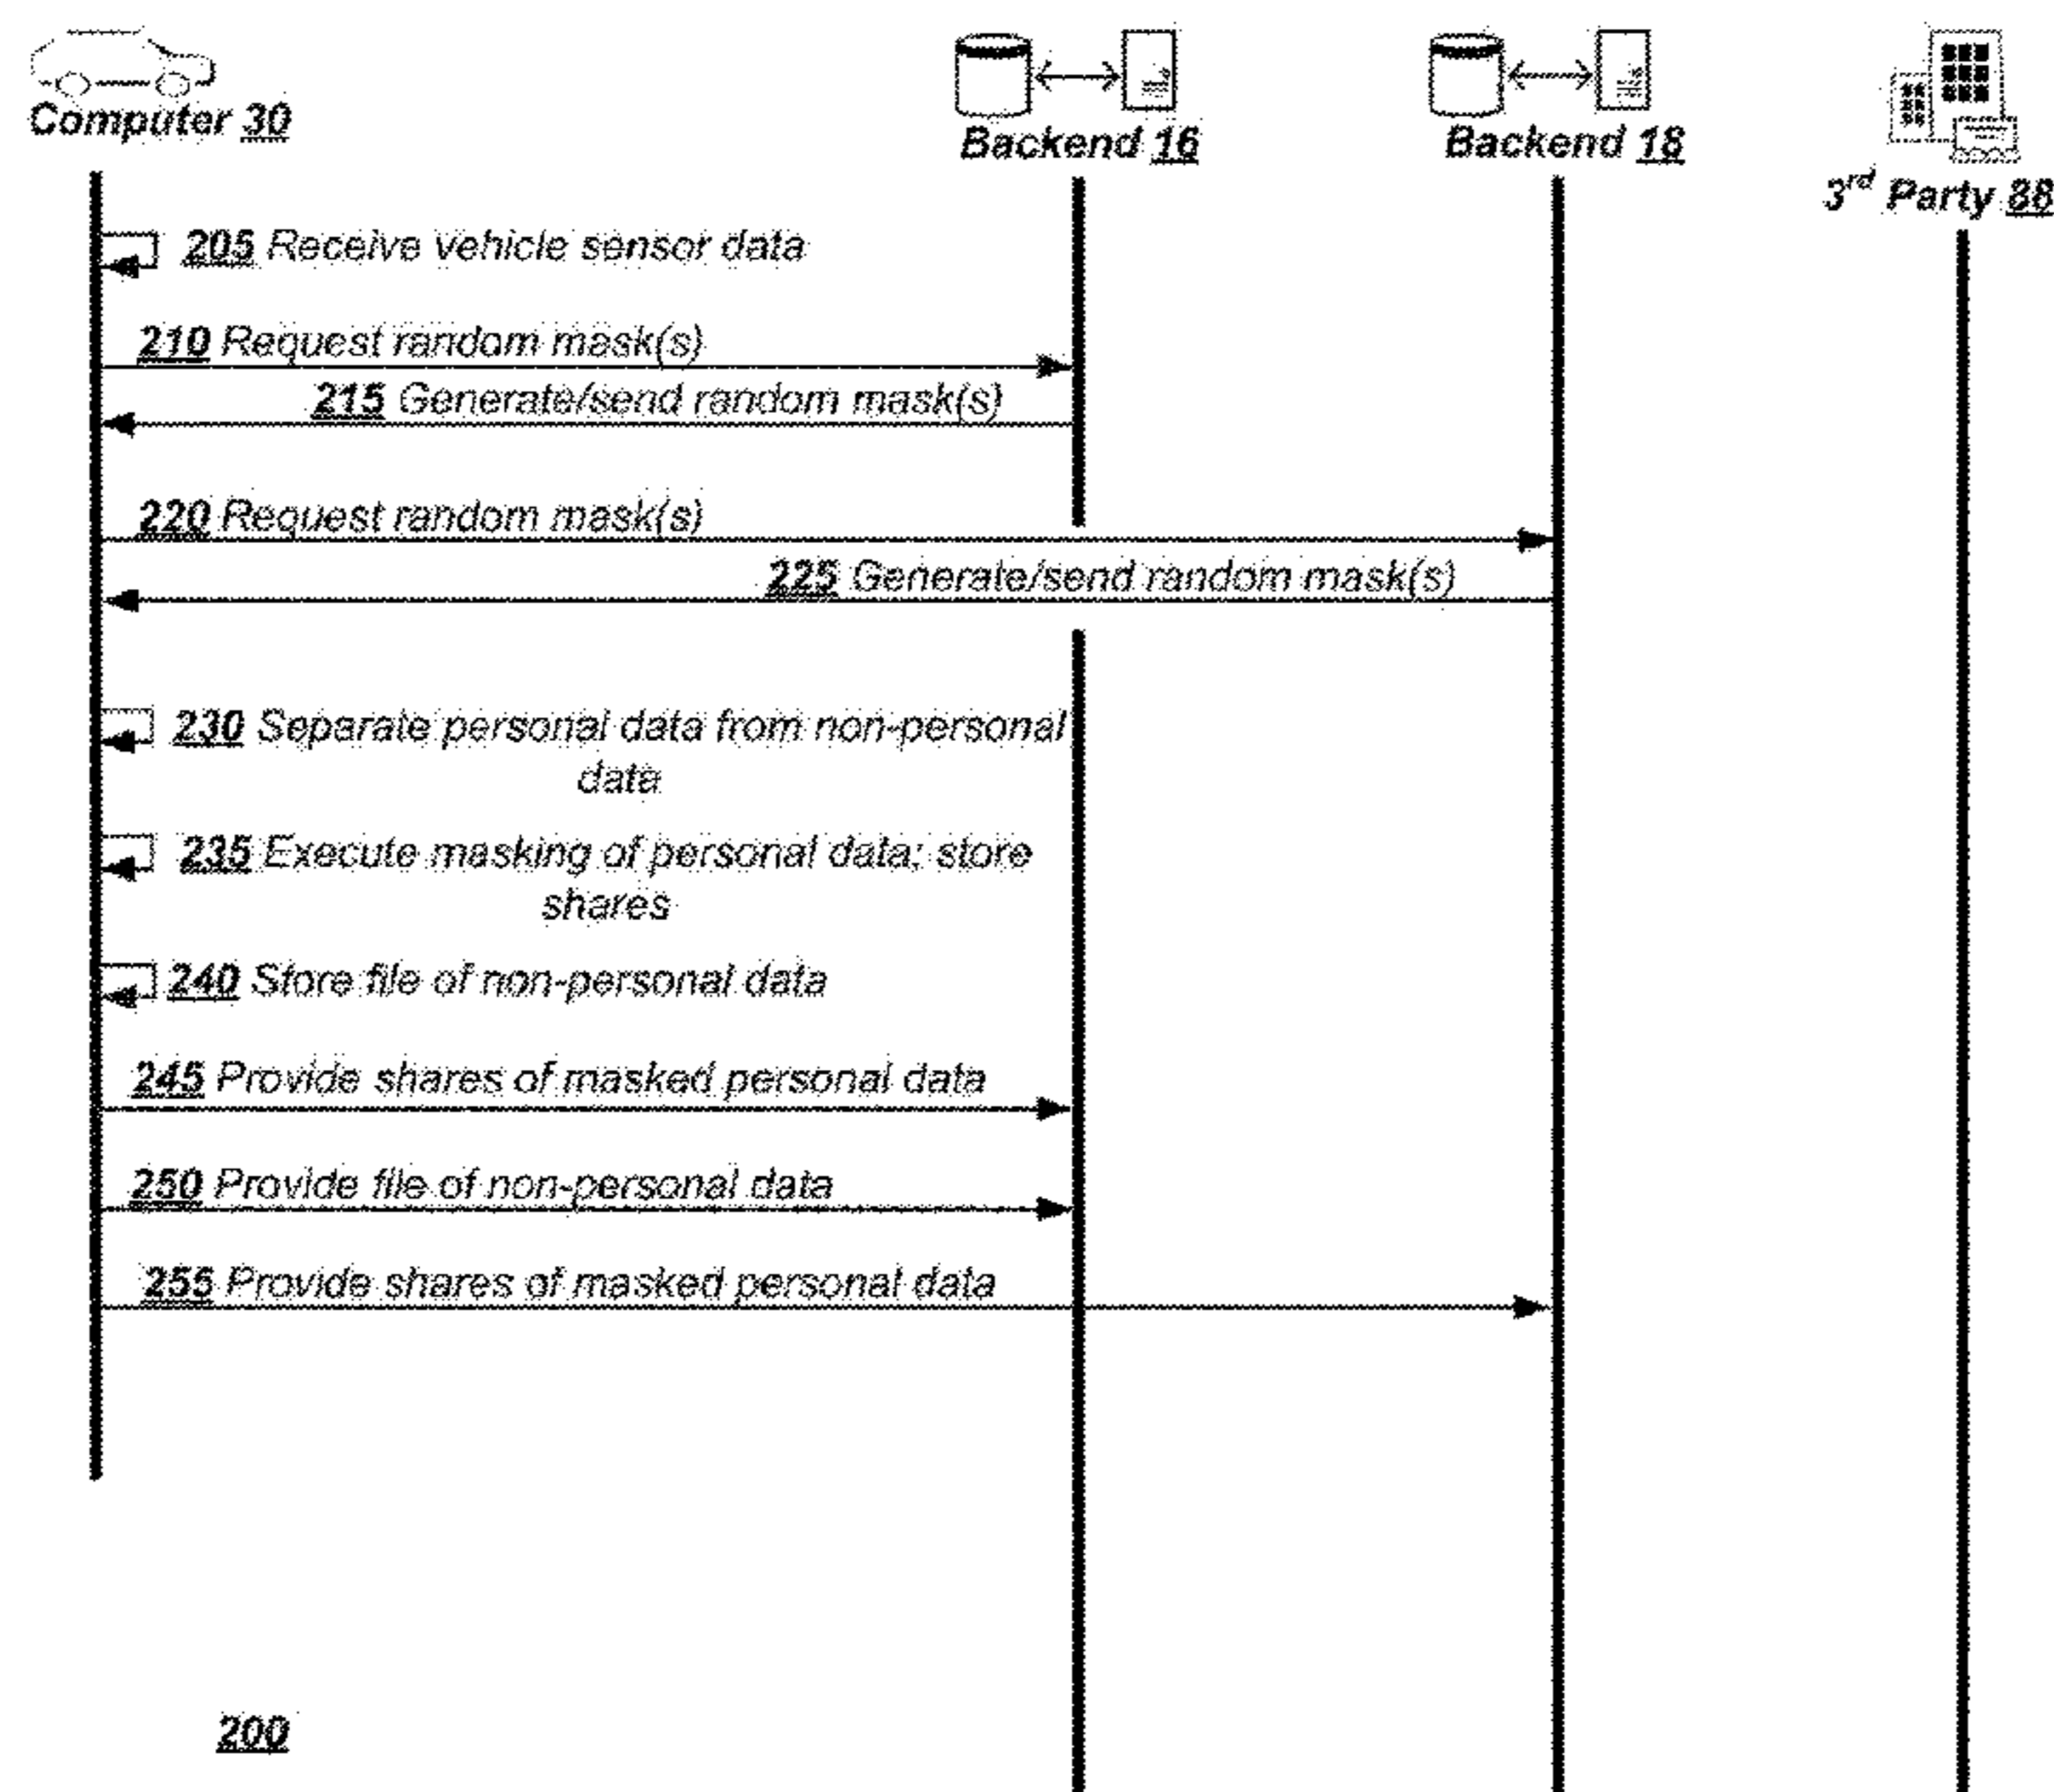 Computer 30
Backend 16
Backend 18
3rd Party 88
205 Receive vehicle sensor data
210 Request random mask(s)
215 Generate/send random mask(s)
220 Request random mask(s)
225 Generate/send random mask(s)
230 Separate personal data from non-personal
data
235 Execute masking of personal data; store
shares
240 Store file of non-personal data
245 Provide shares of masked personal data
250 Provide file of non-personal data
255 Provide shares of masked personal data
200